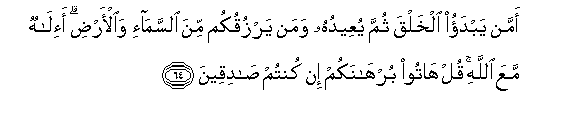 أَمَّن يَبْدَؤُا۟ ٱلْخَلْقَ ثُمَّ يُعِيدُهُۥ وَمَن يَرْزُقُكُم مِّنَ ٱلسَّمَآءِ وَٱلْأَرْضِ ۗ أَءِلَـٰهٌ
مَّعَ ٱللَّهِ ۚ قُلْ هَاتُوا۟ بُرْهَـٰنَكُمْ إِن كُنتُمْ صَـٰدِقِينَ ﴿٦٤﴾